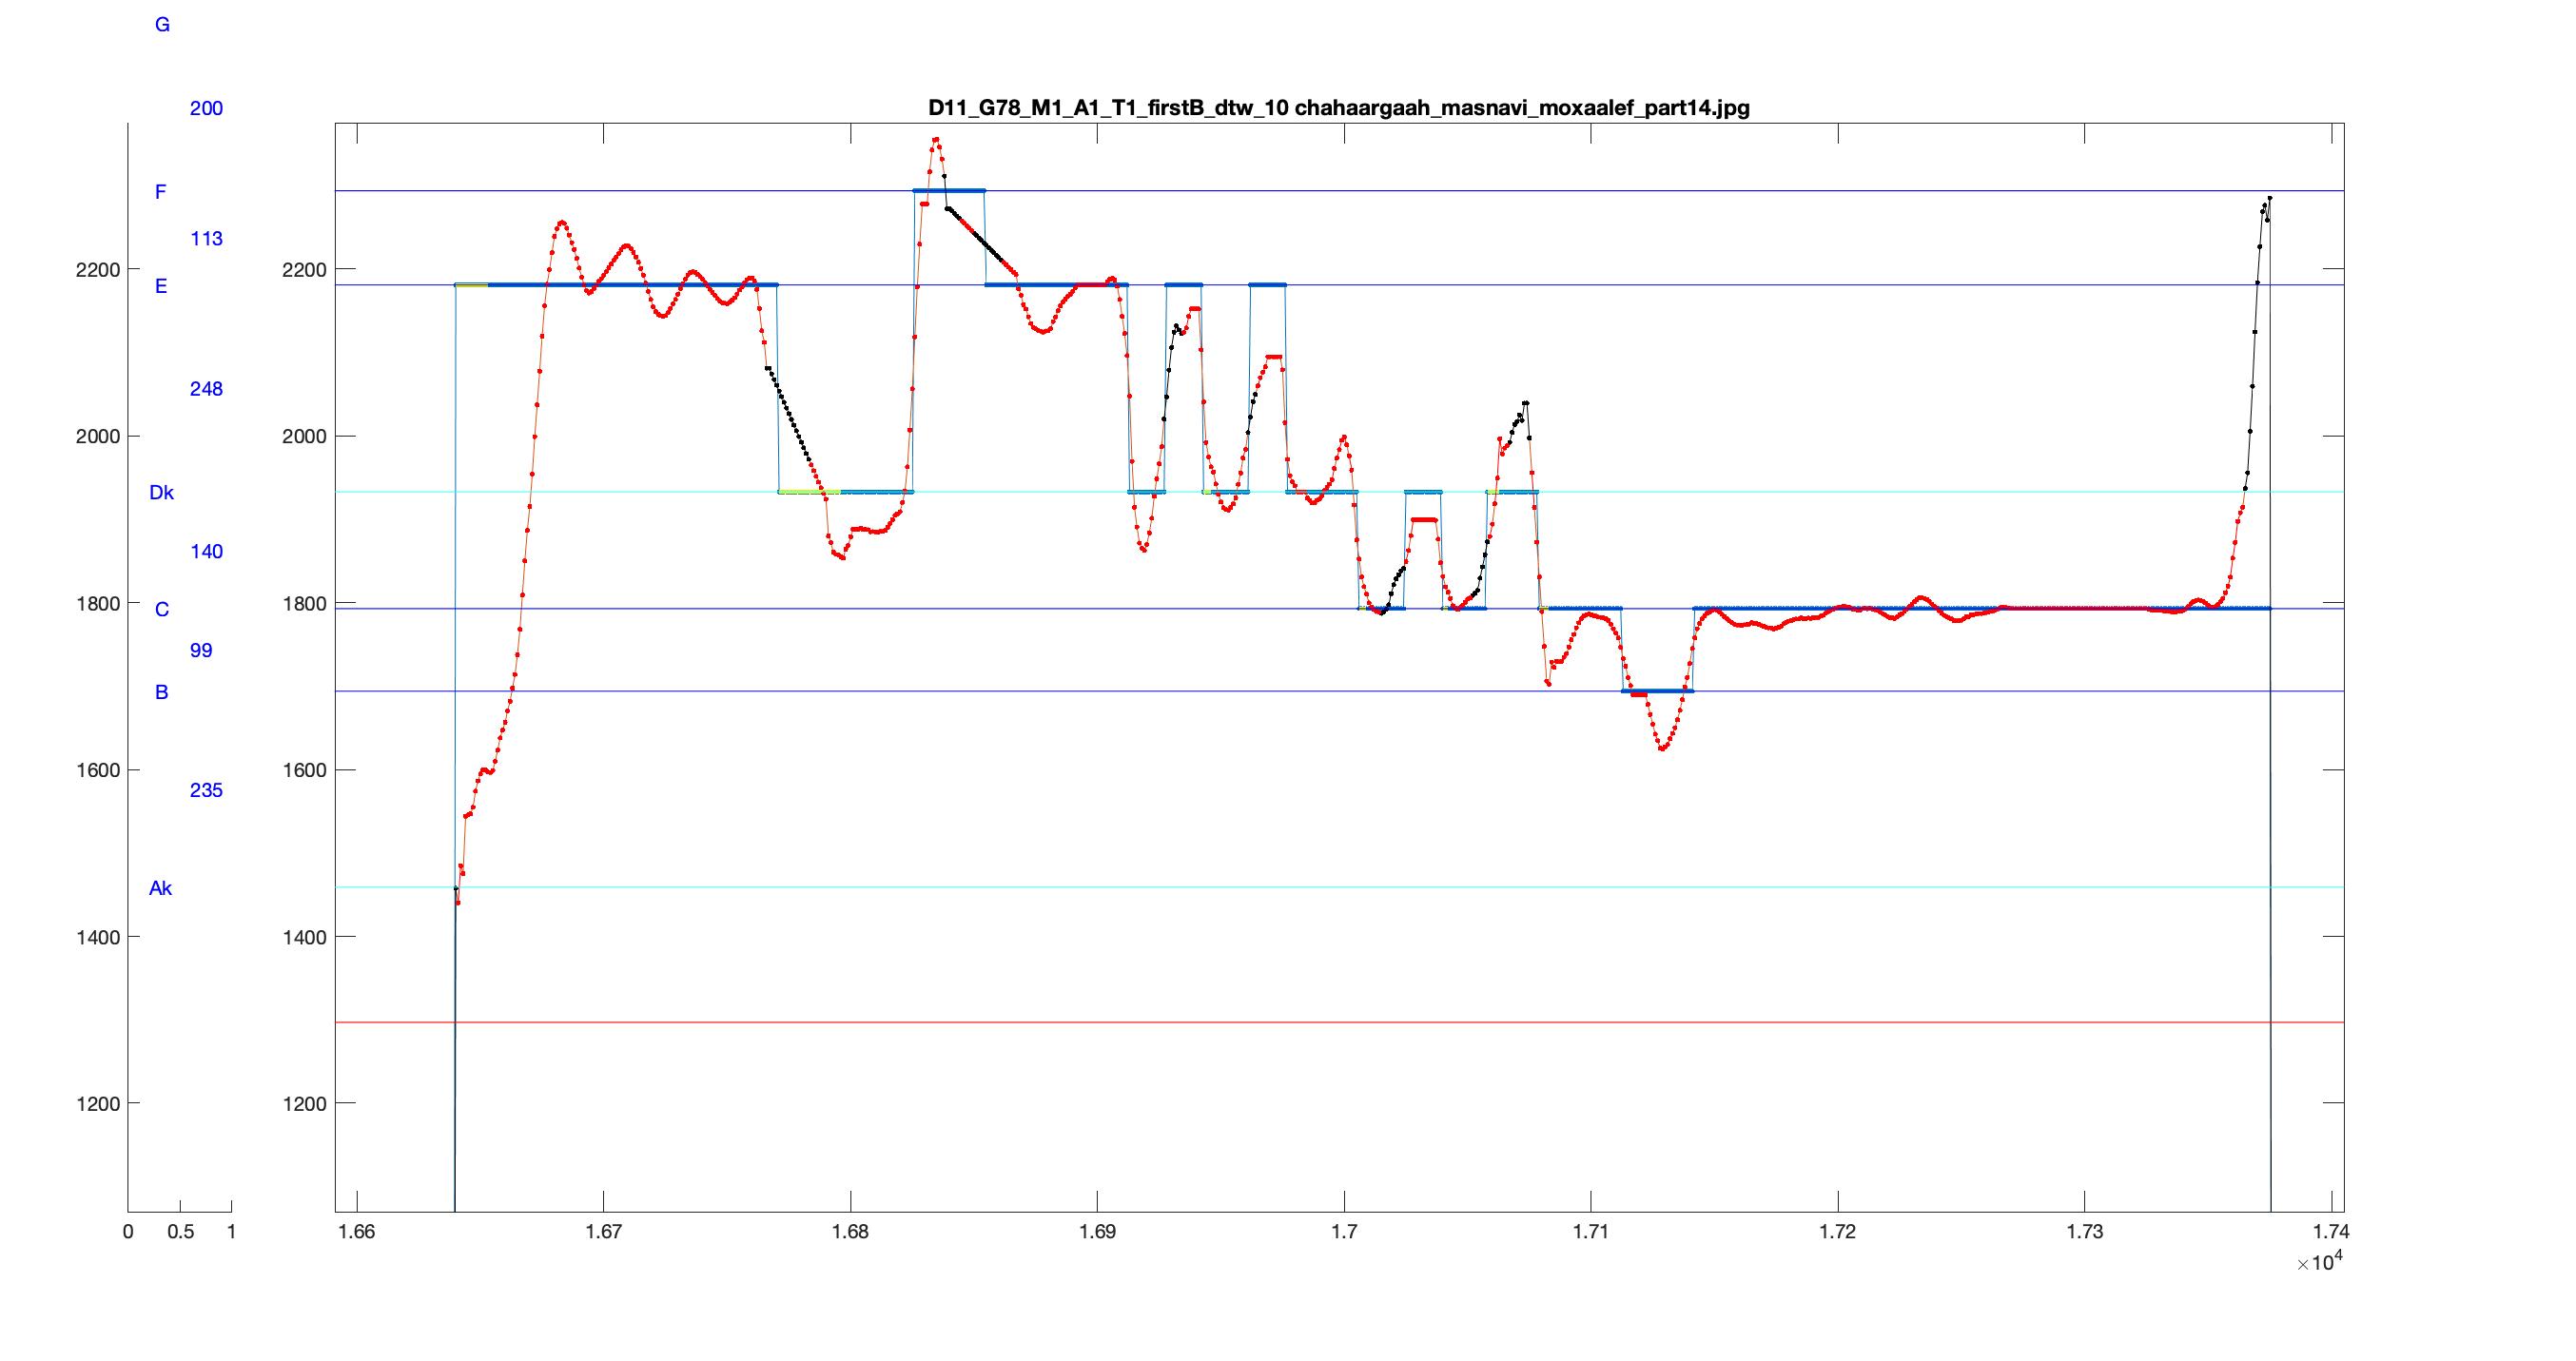 G
200
D11_G78_M1_A1_T1_firstB_dtw_10 chahaargaah_masnavi_moxaalef_part14.jpg
F
113
2200 2200
E
248
2000 2000
Dk
140
1800 C 1800
99
B
1600 1600
235
Ak
1400 1400
1200 1200
0 0.5 1 1.66 1.67 1.68 1.69 1.7 1.71 1.72 1.73 1.74
×10^4